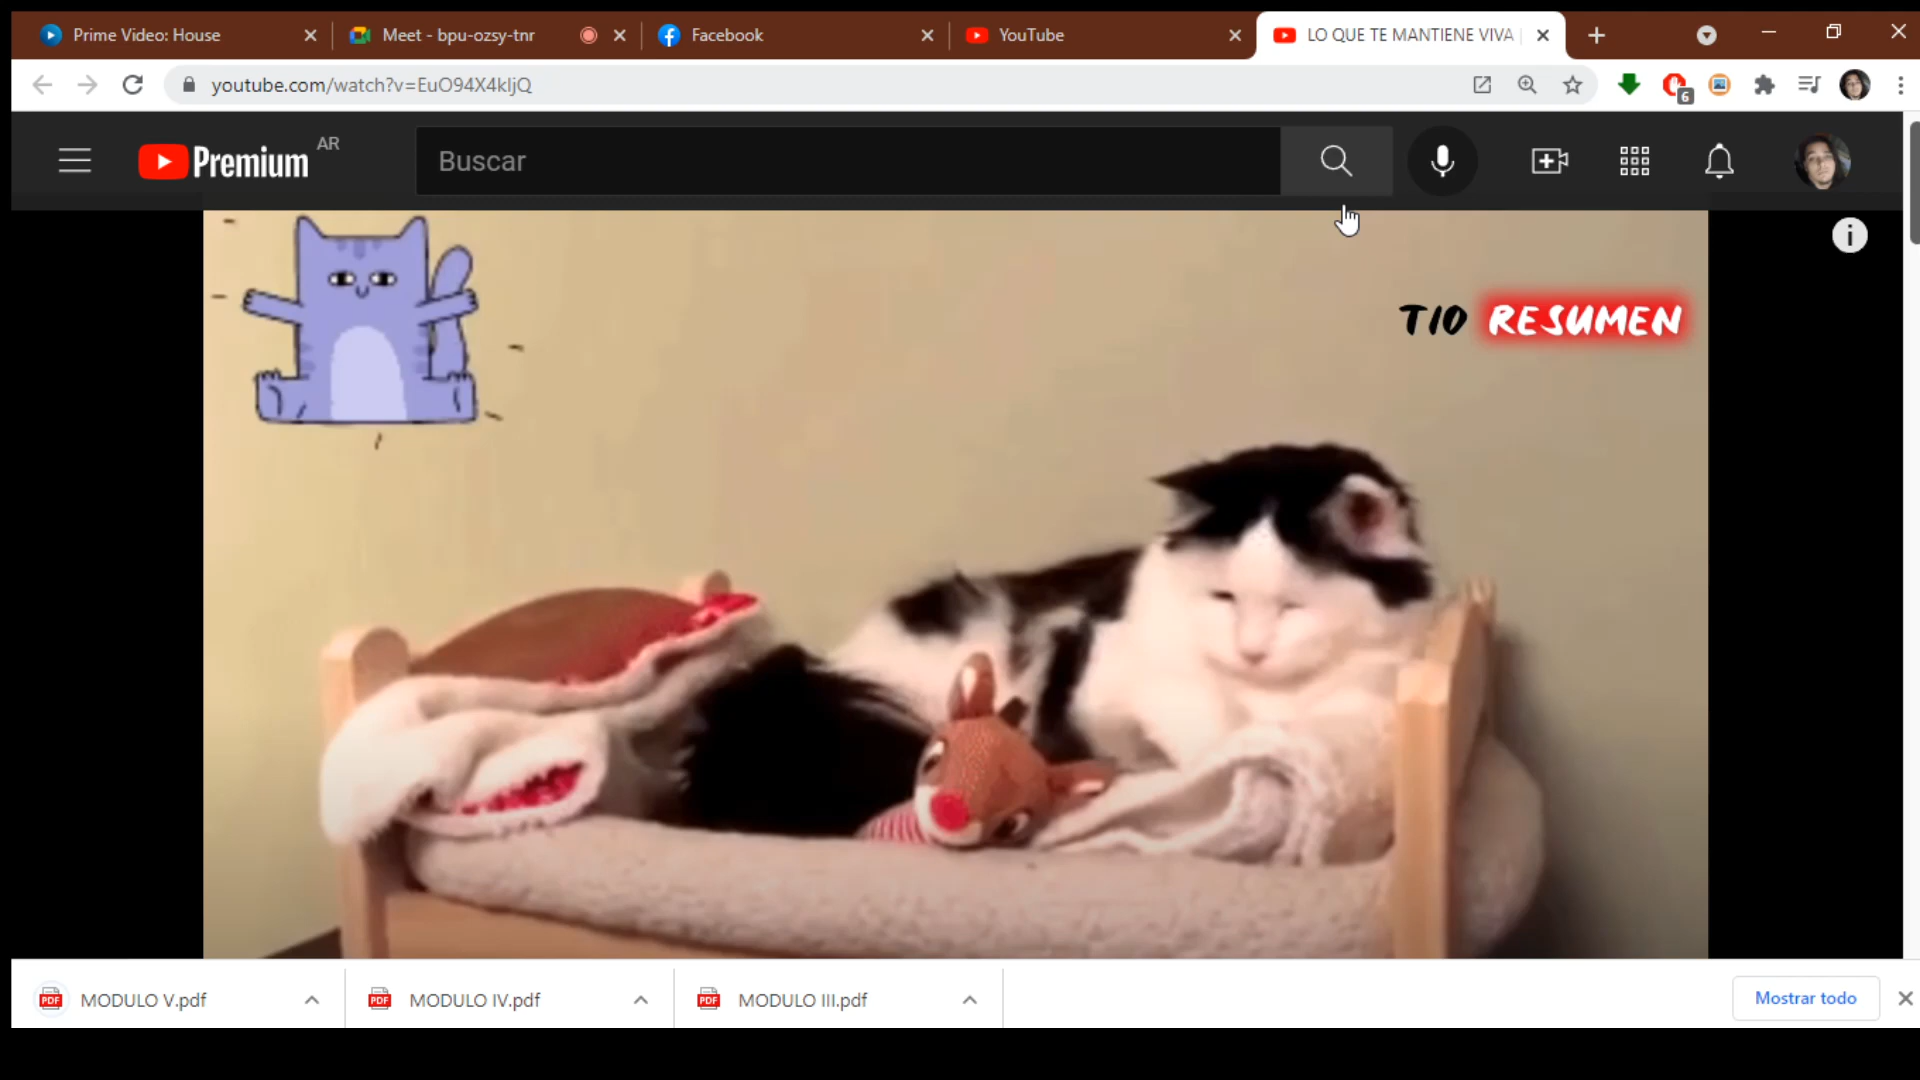 Prime Video: House
Meet - bpu-ozsy-tnr
Facebook
YouTube
LO QUE TE MANTIENE VIVA |
youtube.com/watch?v=EuO94X4kljQ
6
Premium AR
Buscar
TIO RESUMEN
MODULO V.pdf
MODULO IV.pdf
MODULO III.pdf
Mostrar todo